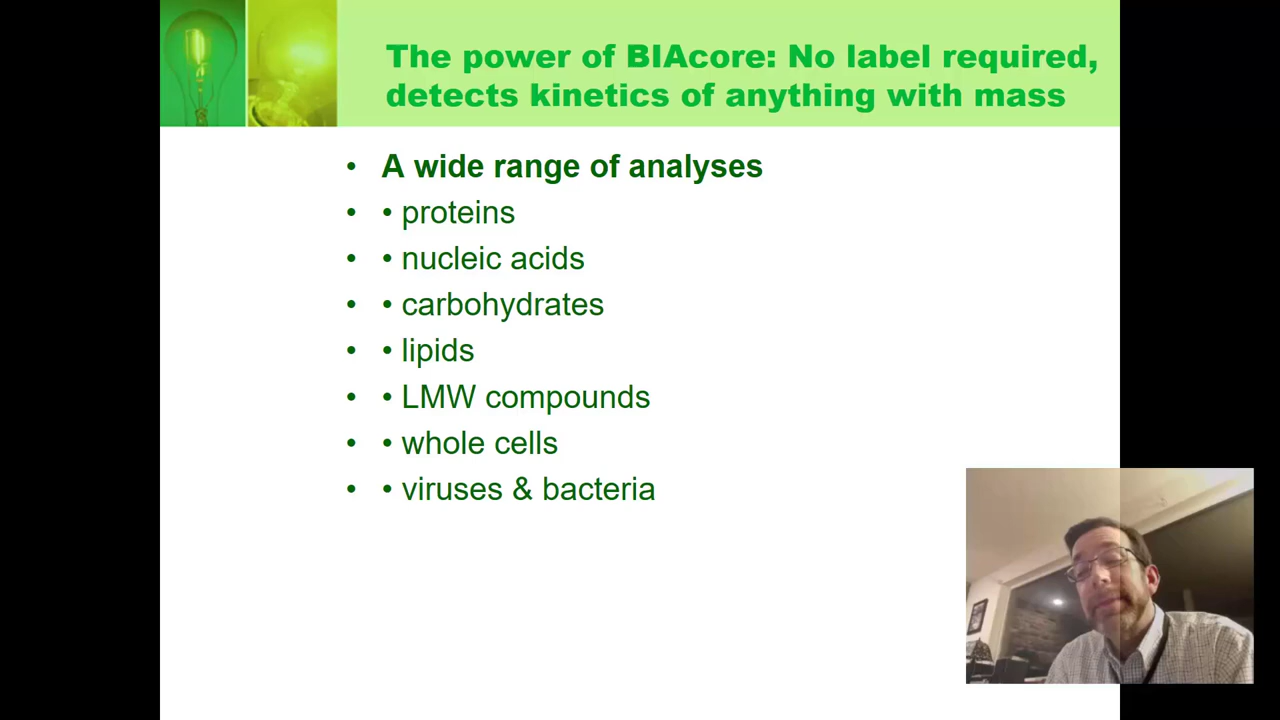 The power of BIAcore: No label required,
detects kinetics of anything with mass
• A wide range of analyses
• • proteins
• • nucleic acids
• • carbohydrates
• • lipids
• • LMW compounds
• • whole cells
• • viruses & bacteria